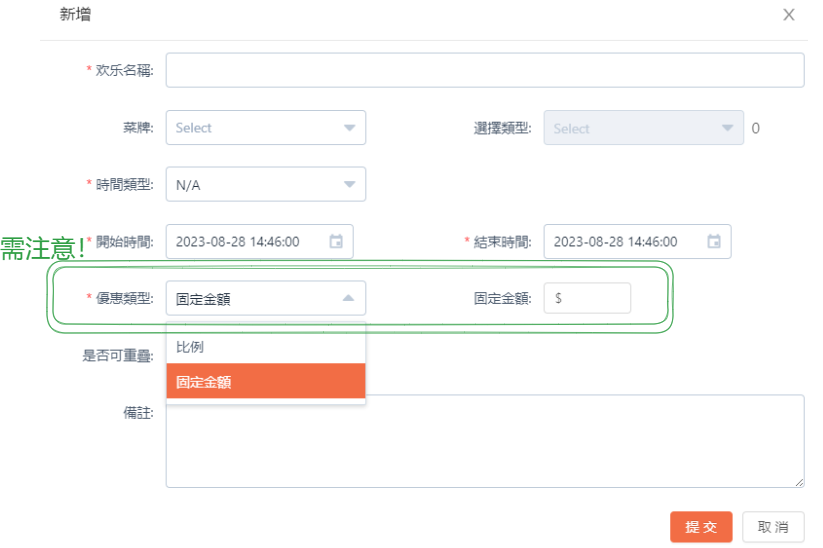 新增
* 欢乐名稱:
菜牌: Select 選擇類型: Select 0
* 時間類型: N/A
需注意! * 開始時間: 2023-08-28 14:46:00 * 結束時間: 2023-08-28 14:46:00
* 優惠類型: 固定金額 固定金額: $
比例
是否可重疊:
固定金額
備註:
提交 取消